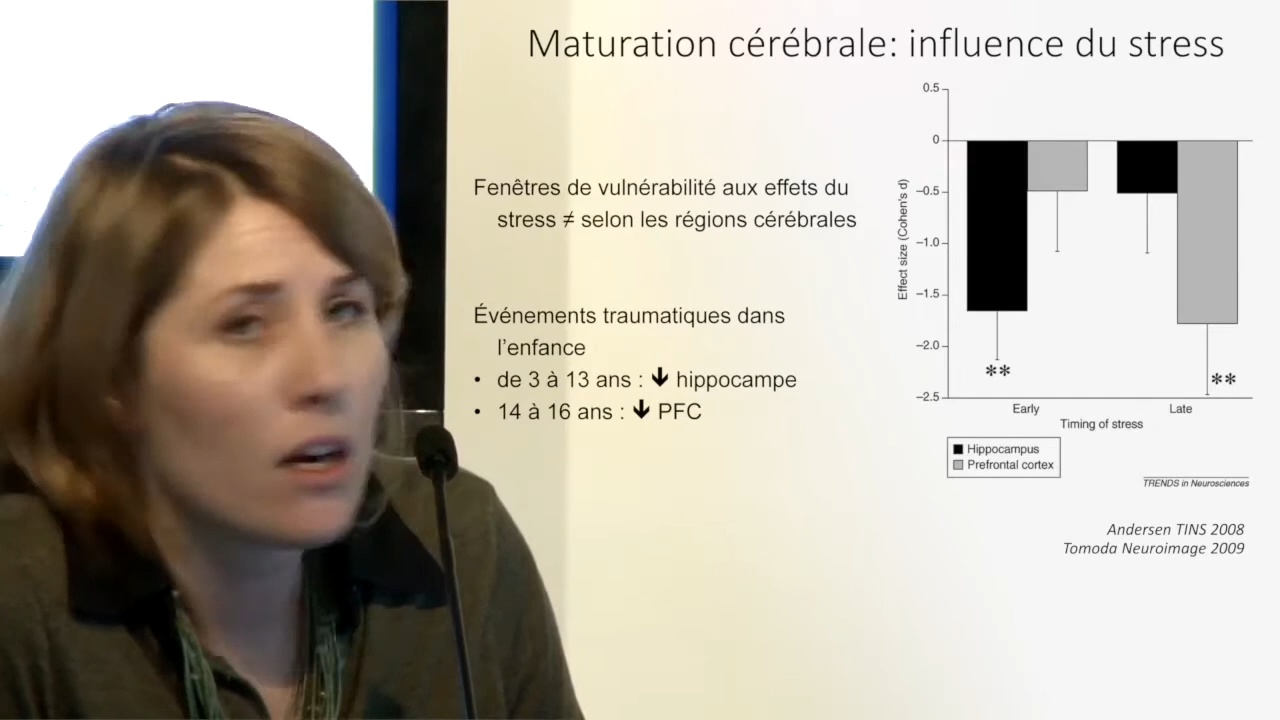 Maturation cérébrale: influence du stress
Fenêtres de vulnérabilité aux effets du
stress ≠ selon les régions cérébrales
Événements traumatiques dans
l’enfance
• de 3 à 13 ans : 🡻 hippocampe
• 14 à 16 ans : 🡻 PFC
0.5
0
−0.5
−1.0
−1.5
−2.0
−2.5
Effect size (Cohen's d)
**
**
Early
Late
Timing of stress
Hippocampus
Prefrontal cortex
TRENDS in Neurosciences
Andersen TINS 2008
Tomoda Neuroimage 2009